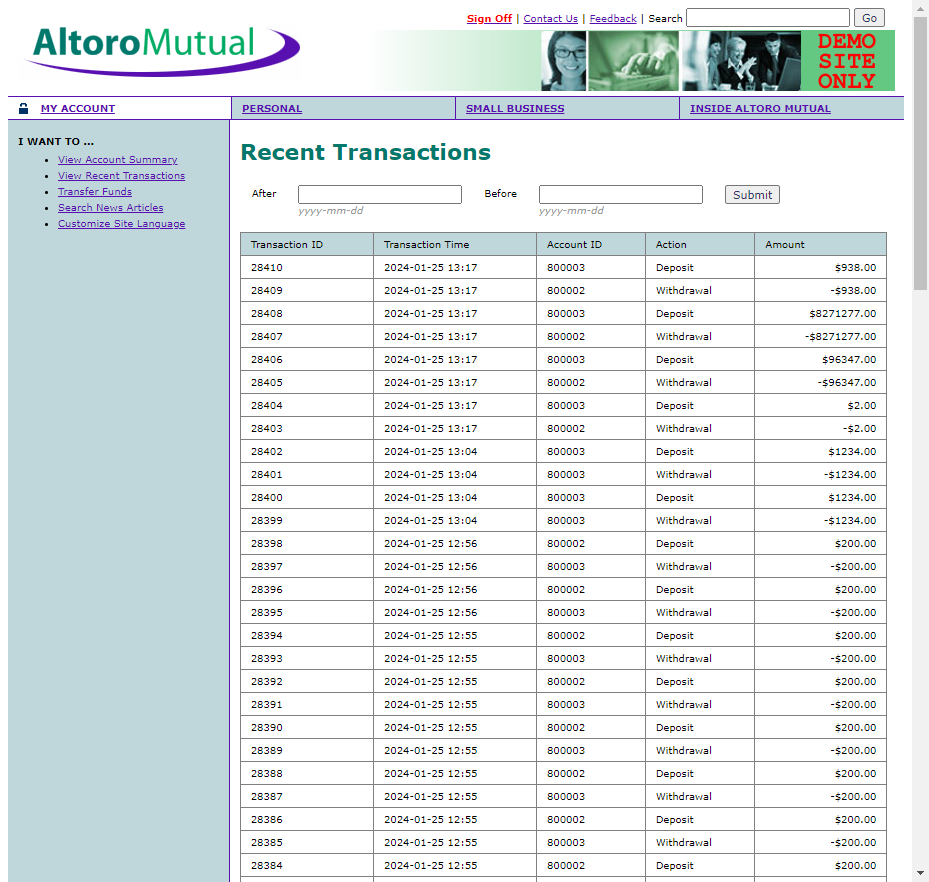 Sign Off | Contact Us | Feedback | Search Go
AltoroMutual
DEMO
SITE
ONLY
MY ACCOUNT PERSONAL SMALL BUSINESS INSIDE ALTORO MUTUAL
I WANT TO ...
• View Account Summary
• View Recent Transactions
• Transfer Funds
• Search News Articles
• Customize Site Language
Recent Transactions
After Before Submit
yyyy-mm-dd yyyy-mm-dd
Transaction ID Transaction Time Account ID Action Amount
28410 2024-01-25 13:17 800003 Deposit $938.00
28409 2024-01-25 13:17 800002 Withdrawal -$938.00
28408 2024-01-25 13:17 800003 Deposit $8271277.00
28407 2024-01-25 13:17 800002 Withdrawal -$8271277.00
28406 2024-01-25 13:17 800003 Deposit $96347.00
28405 2024-01-25 13:17 800002 Withdrawal -$96347.00
28404 2024-01-25 13:17 800003 Deposit $2.00
28403 2024-01-25 13:17 800002 Withdrawal -$2.00
28402 2024-01-25 13:04 800003 Deposit $1234.00
28401 2024-01-25 13:04 800003 Withdrawal -$1234.00
28400 2024-01-25 13:04 800003 Deposit $1234.00
28399 2024-01-25 13:04 800003 Withdrawal -$1234.00
28398 2024-01-25 12:56 800002 Deposit $200.00
28397 2024-01-25 12:56 800003 Withdrawal -$200.00
28396 2024-01-25 12:56 800002 Deposit $200.00
28395 2024-01-25 12:56 800003 Withdrawal -$200.00
28394 2024-01-25 12:55 800002 Deposit $200.00
28393 2024-01-25 12:55 800003 Withdrawal -$200.00
28392 2024-01-25 12:55 800002 Deposit $200.00
28391 2024-01-25 12:55 800003 Withdrawal -$200.00
28390 2024-01-25 12:55 800002 Deposit $200.00
28389 2024-01-25 12:55 800003 Withdrawal -$200.00
28388 2024-01-25 12:55 800002 Deposit $200.00
28387 2024-01-25 12:55 800003 Withdrawal -$200.00
28386 2024-01-25 12:55 800002 Deposit $200.00
28385 2024-01-25 12:55 800003 Withdrawal -$200.00
28384 2024-01-25 12:55 800002 Deposit $200.00